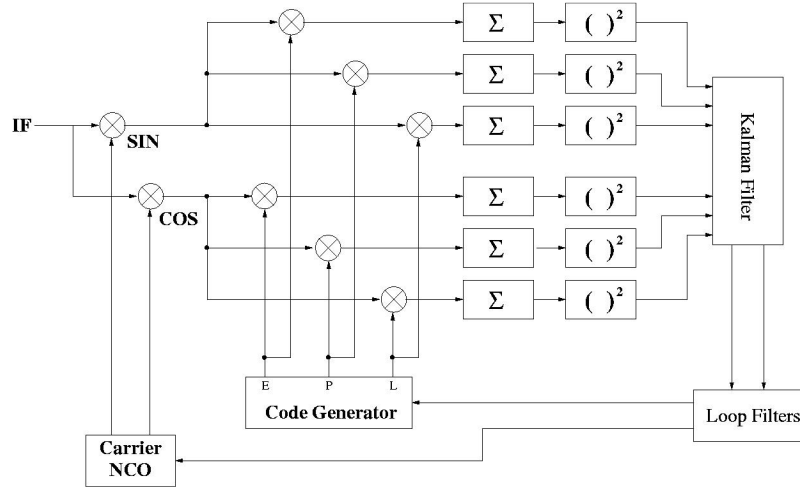 Σ ( )²
Σ ( )²
IF SIN Σ ( )²
Kalman Filter
COS Σ ( )²
Σ ( )²
Σ ( )²
E P L
Code Generator
Loop Filters
Carrier
NCO